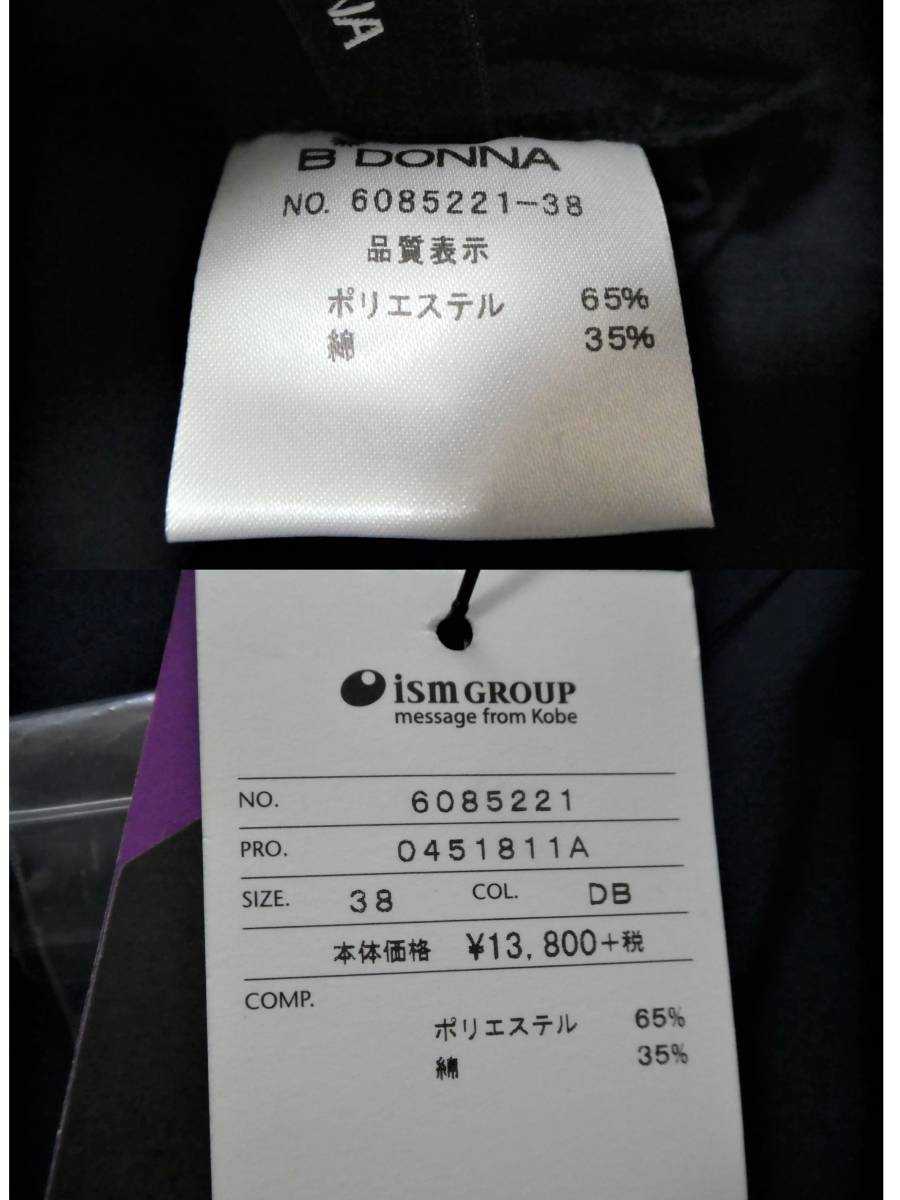 NNA
B DONNA
NO. 6085221-38
品質表示
ポリエステル 65%
綿 35%
ism GROUP
message from Kobe
NO. 6085221
PRO. 0451811A
SIZE. 38 COL. DB
本体価格 ¥13,800+税
COMP.
ポリエステル 65%
綿 35%